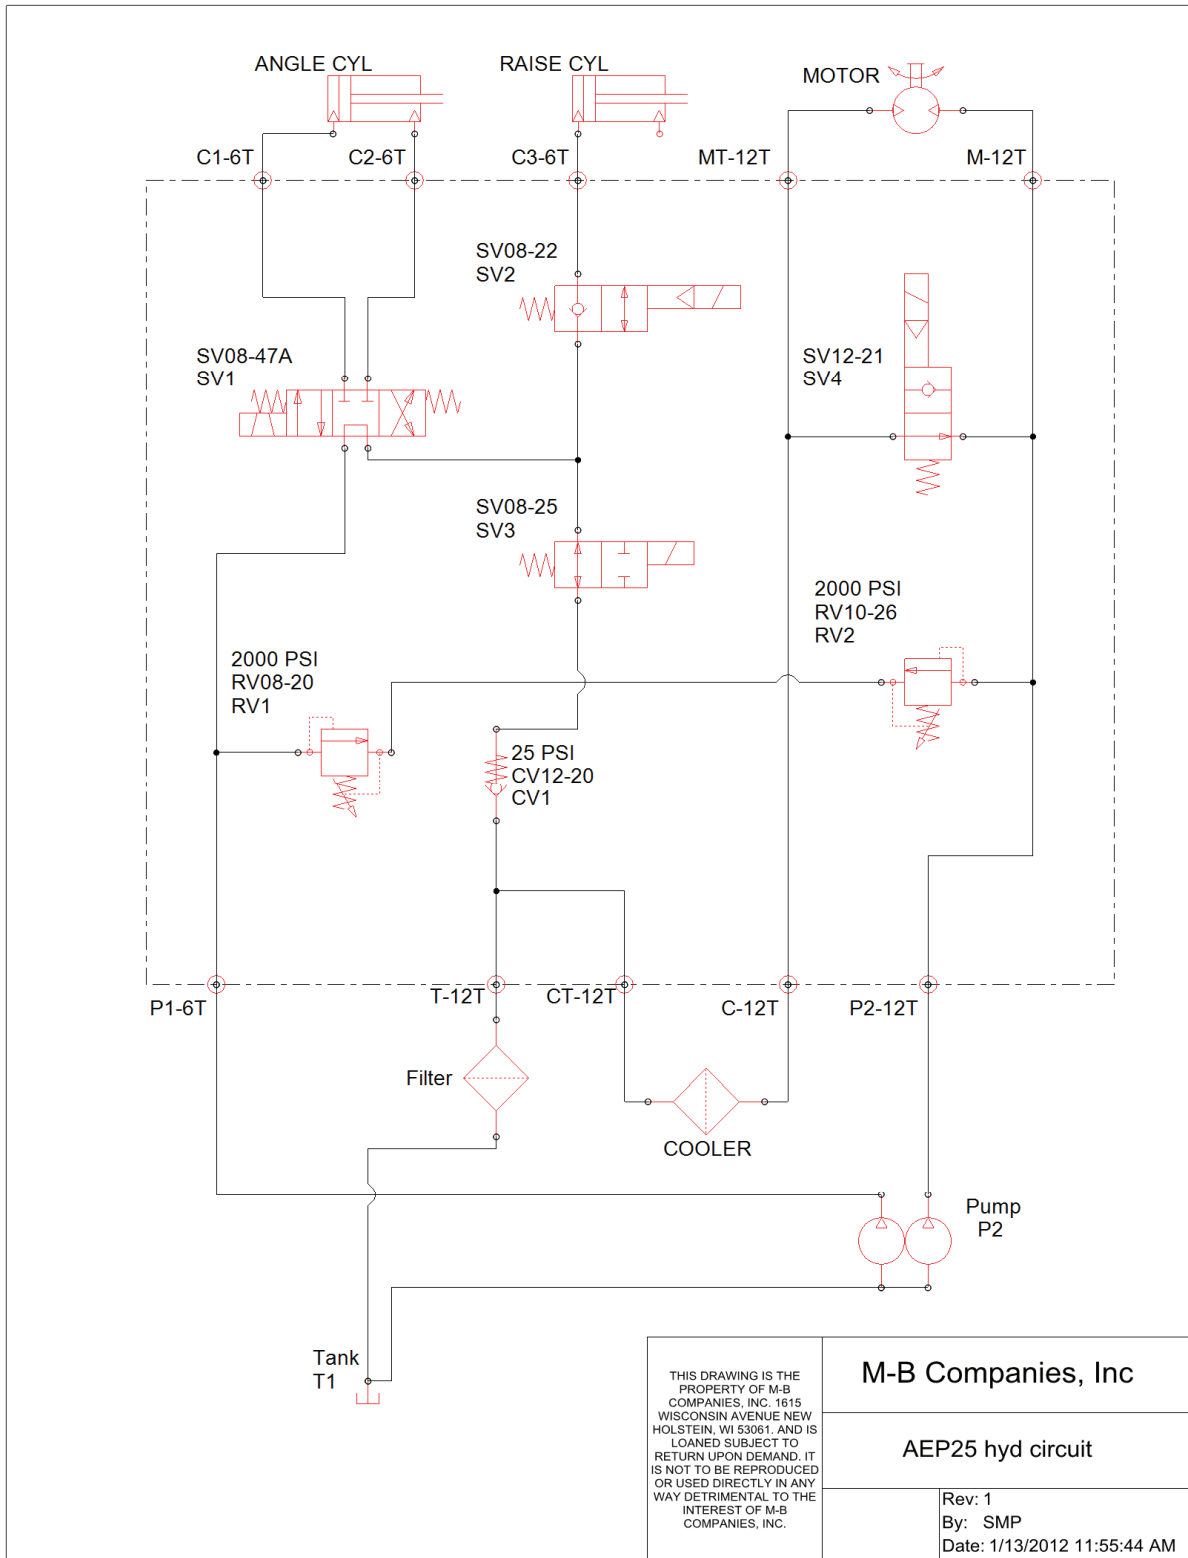 ANGLE CYL
RAISE CYL
MOTOR
C1-6T
C2-6T
C3-6T
MT-12T
M-12T
SV08-22
SV2
SV08-47A
SV1
SV12-21
SV4
SV08-25
SV3
2000 PSI
RV10-26
RV2
2000 PSI
RV08-20
RV1
25 PSI
CV12-20
CV1
P1-6T
T-12T
CT-12T
C-12T
P2-12T
Filter
COOLER
Pump
P2
Tank
T1
THIS DRAWING IS THE
PROPERTY OF M-B
COMPANIES, INC. 1615
WISCONSIN AVENUE NEW
HOLSTEIN, WI 53061. AND IS
LOANED SUBJECT TO
RETURN UPON DEMAND. IT
IS NOT TO BE REPRODUCED
OR USED DIRECTLY IN ANY
WAY DETRIMENTAL TO THE
INTEREST OF M-B
COMPANIES, INC.
M-B Companies, Inc
AEP25 hyd circuit
Rev: 1
By: SMP
Date: 1/13/2012 11:55:44 AM